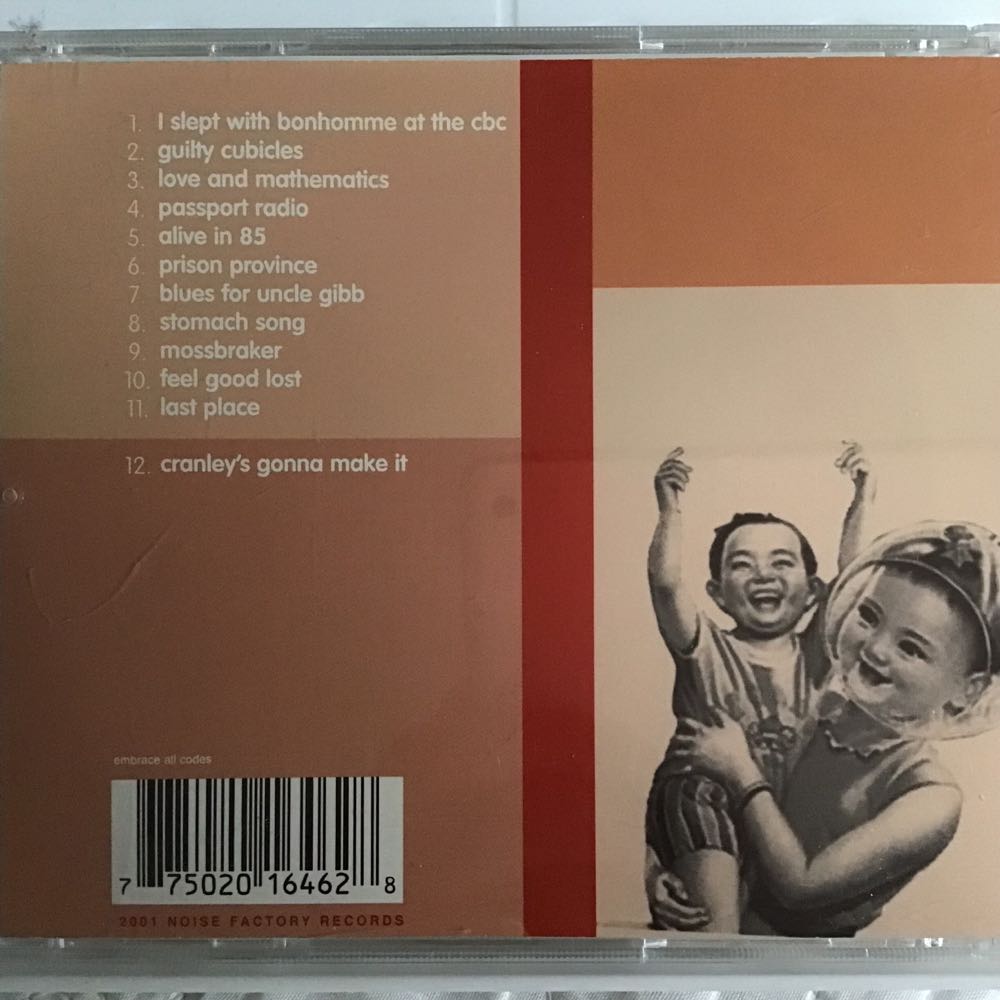 1. I slept with bonhomme at the cbc
2. guilty cubicles
3. love and mathematics
4. passport radio
5. alive in 85
6. prison province
7. blues for uncle gibb
8. stomach song
9. mossbraker
10. feel good lost
11. last place
12. cranley's gonna make it
embrace all codes
7 75020 16462 8
2001 NOISE FACTORY RECORDS